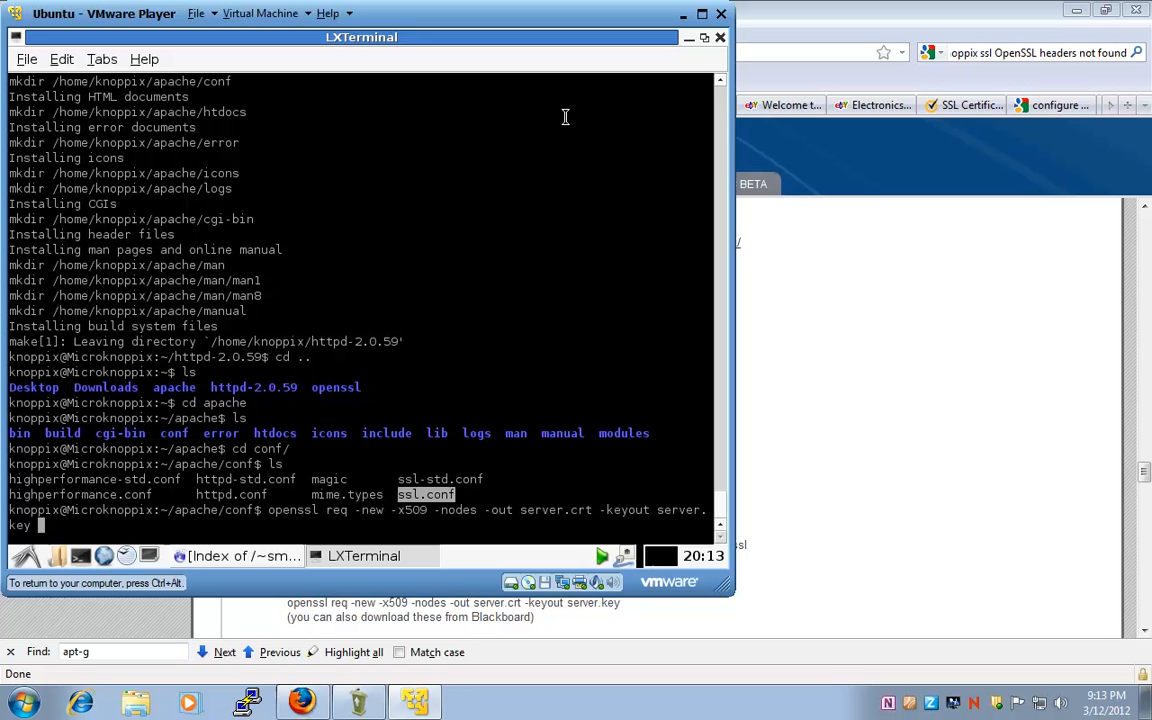 Ubuntu - VMware Player File Virtual Machine Help
LXTerminal
File Edit Tabs Help
mkdir /home/knoppix/apache/conf
Installing HTML documents
mkdir /home/knoppix/apache/htdocs
Installing error documents
mkdir /home/knoppix/apache/error
Installing icons
mkdir /home/knoppix/apache/icons
mkdir /home/knoppix/apache/logs
Installing CGIs
mkdir /home/knoppix/apache/cgi-bin
Installing header files
Installing man pages and online manual
mkdir /home/knoppix/apache/man
mkdir /home/knoppix/apache/man/man1
mkdir /home/knoppix/apache/man/man8
mkdir /home/knoppix/apache/manual
Installing build system files
make[1]: Leaving directory `/home/knoppix/httpd-2.0.59'
knoppix@Microknoppix:~/httpd-2.0.59$ cd ..
knoppix@Microknoppix:~$ ls
Desktop Downloads apache httpd-2.0.59 openssl
knoppix@Microknoppix:~$ cd apache
knoppix@Microknoppix:~/apache$ ls
bin build cgi-bin conf error htdocs icons include lib logs man manual modules
knoppix@Microknoppix:~/apache$ cd conf/
knoppix@Microknoppix:~/apache/conf$ ls
highperformance-std.conf httpd-std.conf magic ssl-std.conf
highperformance.conf httpd.conf mime.types ssl.conf
knoppix@Microknoppix:~/apache/conf$ openssl req -new -x509 -nodes -out server.crt -keyout server.
key
[Index of /~sm... LXTerminal 20:13
To return to your computer, press Ctrl+Alt. vmware
oppix ssl OpenSSL headers not found
Welcome t... Electronics... SSL Certific... configure ...
BETA
/
ssl
openssl req -new -x509 -nodes -out server.crt -keyout server.key
(you can also download these from Blackboard)
Find: apt-g Next Previous Highlight all Match case
Done
9:13 PM
3/12/2012